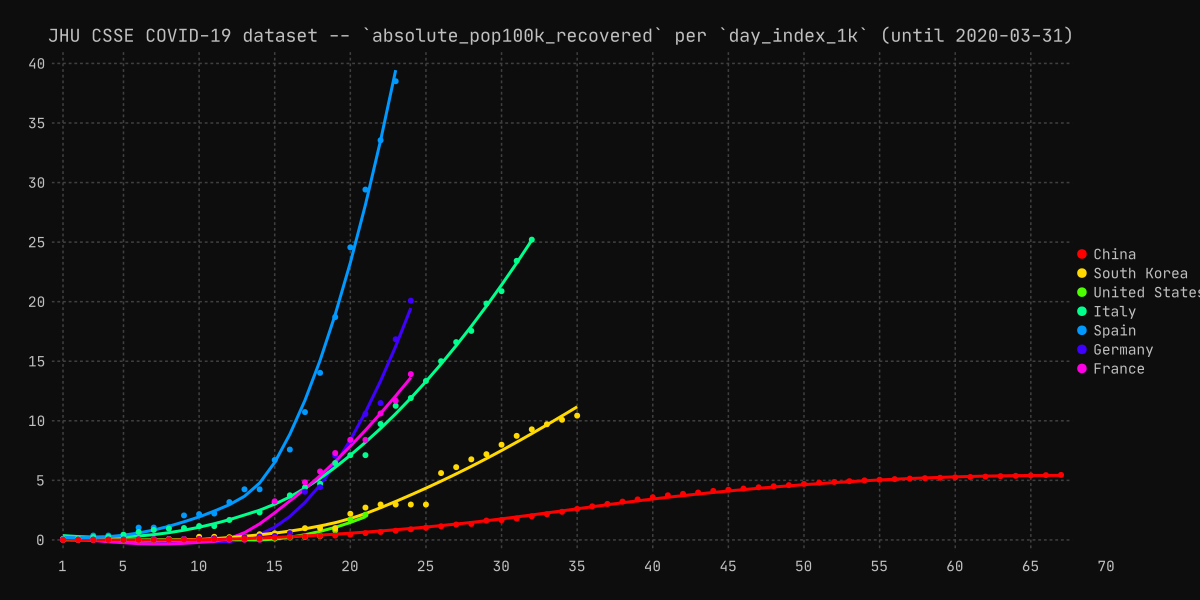 JHU CSSE COVID-19 dataset -- `absolute_pop100k_recovered` per `day_index_1k` (until 2020-03-31)
40
35
30
25
20
15
10
5
0
China
South Korea
United States
Italy
Spain
Germany
France
1 5 10 15 20 25 30 35 40 45 50 55 60 65 70